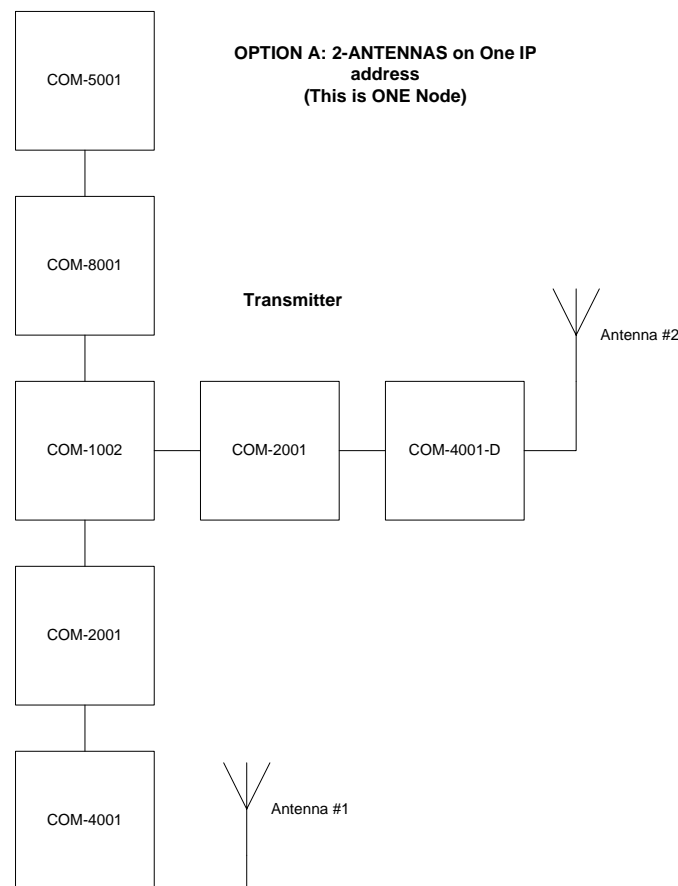 COM-5001
OPTION A: 2-ANTENNAS on One IP
address
(This is ONE Node)
COM-8001
Transmitter
Antenna #2
COM-1002
COM-2001
COM-4001-D
COM-2001
COM-4001
Antenna #1